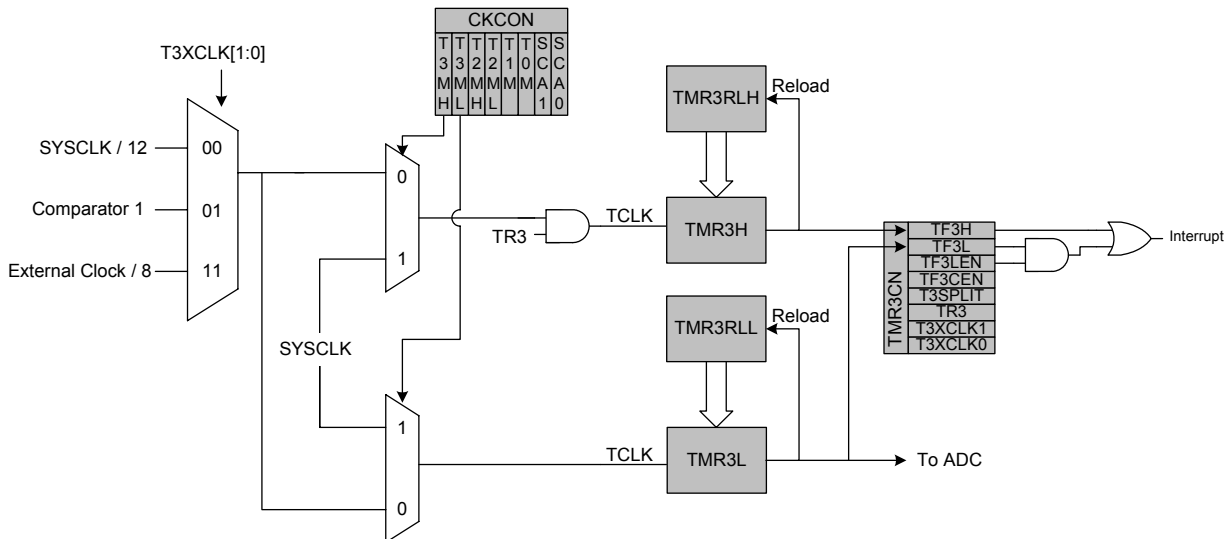 CKCON
T3MH
T3ML
T2MH
T2ML
T1M
T0M
SCA1
SCA0
T3XCLK[1:0]
SYSCLK / 12
00
Comparator 1
01
External Clock / 8
11
0
1
TR3
TCLK
TMR3RLH
Reload
TMR3H
SYSCLK
1
0
TCLK
TMR3RLL
Reload
TMR3L
To ADC
TMR3CN
TF3H
TF3L
TF3LEN
TF3CEN
T3SPLIT
TR3
T3XCLK1
T3XCLK0
Interrupt